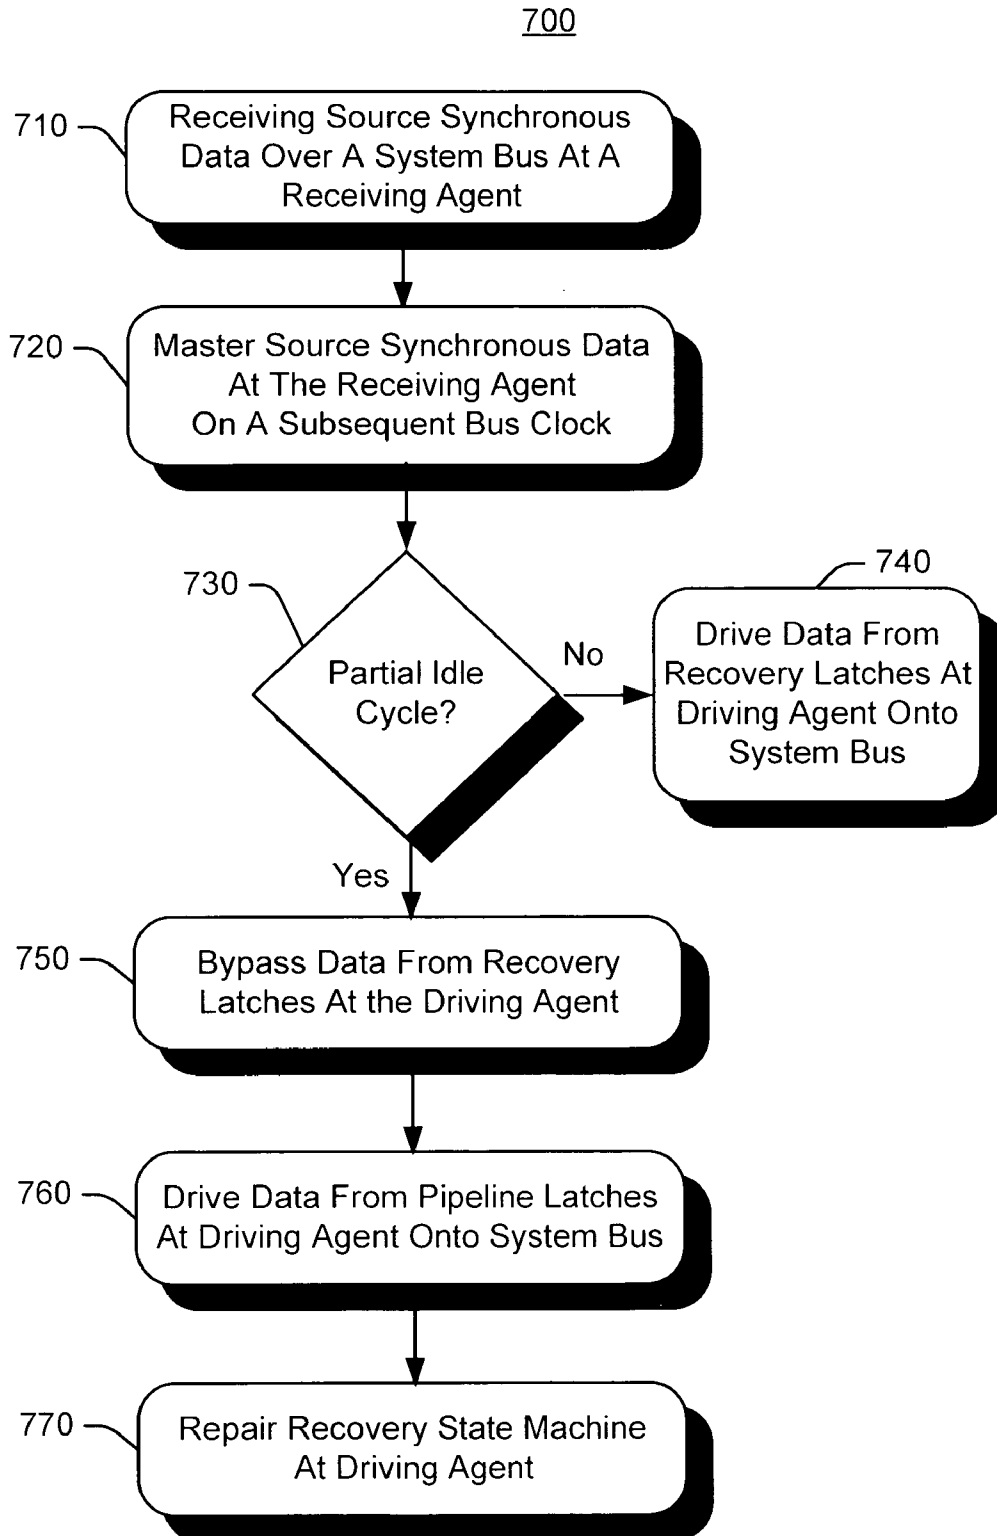 700
710
Receiving Source Synchronous
Data Over A System Bus At A
Receiving Agent
720
Master Source Synchronous Data
At The Receiving Agent
On A Subsequent Bus Clock
730
Partial Idle
Cycle?
No
740
Drive Data From
Recovery Latches At
Driving Agent Onto
System Bus
Yes
750
Bypass Data From Recovery
Latches At the Driving Agent
760
Drive Data From Pipeline Latches
At Driving Agent Onto System Bus
770
Repair Recovery State Machine
At Driving Agent